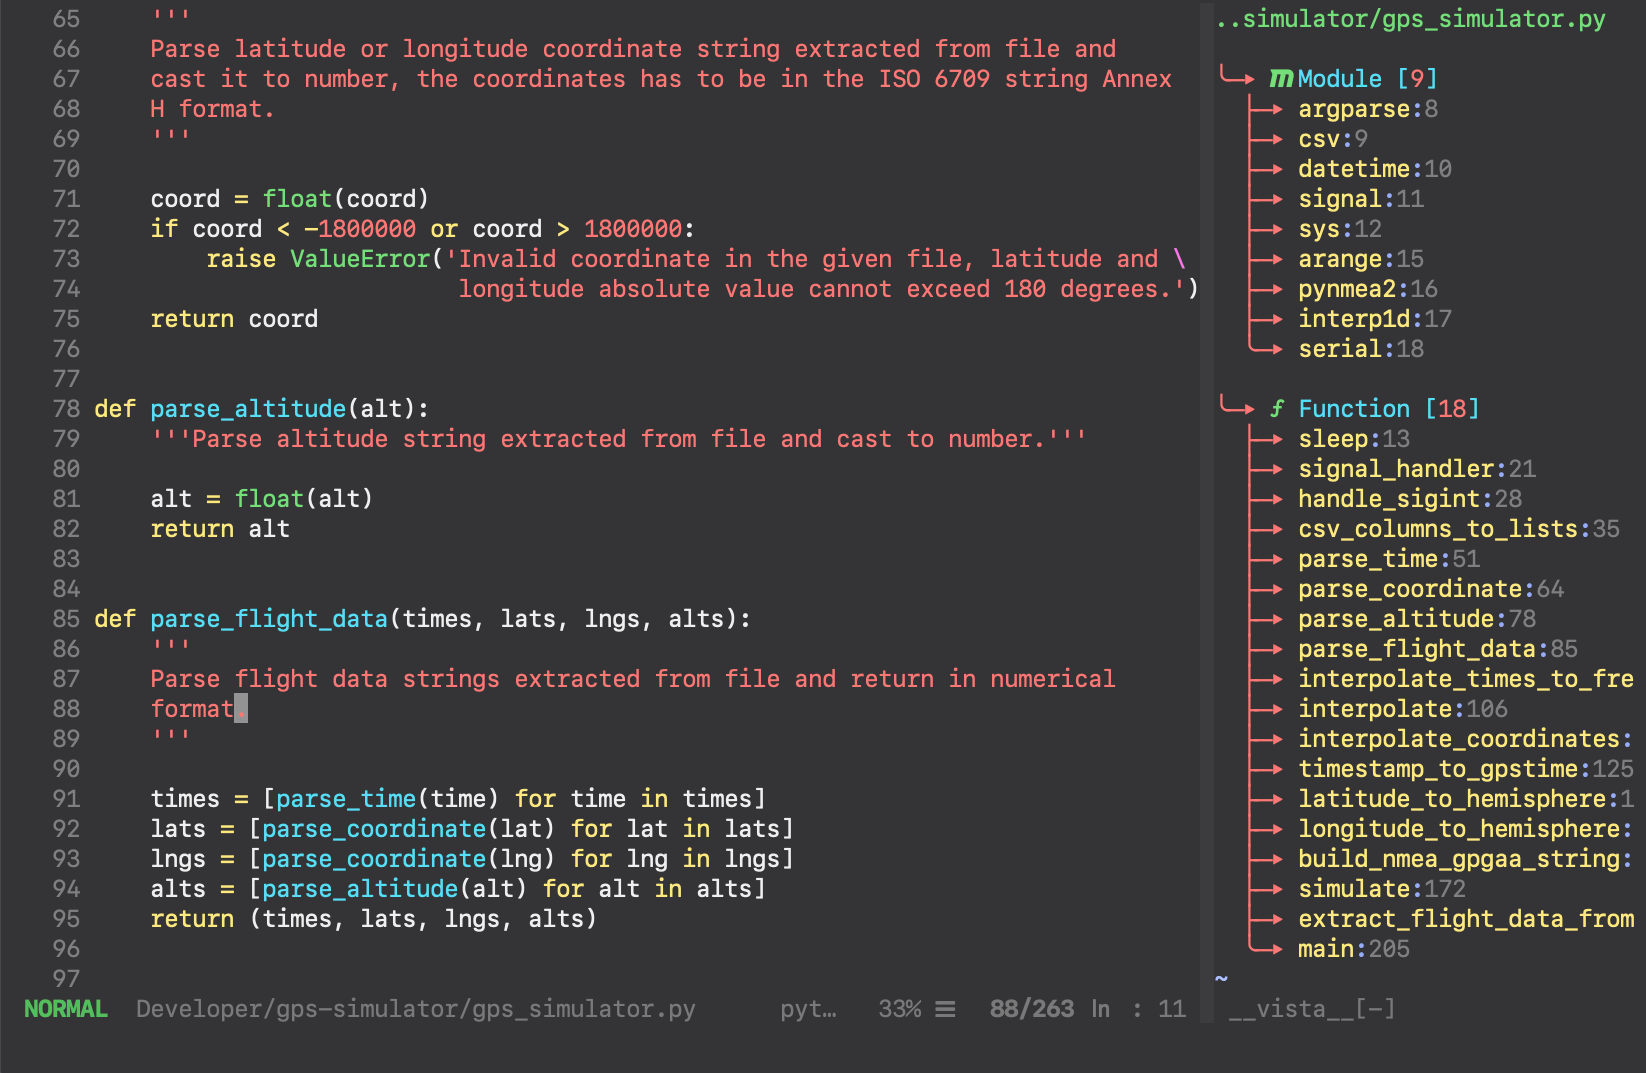 65     '''
66     Parse latitude or longitude coordinate string extracted from file and
67     cast it to number, the coordinates has to be in the ISO 6709 string Annex
68     H format.
69     '''
70
71     coord = float(coord)
72     if coord < -1800000 or coord > 1800000:
73         raise ValueError('Invalid coordinate in the given file, latitude and \
74                           longitude absolute value cannot exceed 180 degrees.')
75     return coord
76
77
78 def parse_altitude(alt):
79     '''Parse altitude string extracted from file and cast to number.'''
80
81     alt = float(alt)
82     return alt
83
84
85 def parse_flight_data(times, lats, lngs, alts):
86     '''
87     Parse flight data strings extracted from file and return in numerical
88     format.
89     '''
90
91     times = [parse_time(time) for time in times]
92     lats = [parse_coordinate(lat) for lat in lats]
93     lngs = [parse_coordinate(lng) for lng in lngs]
94     alts = [parse_altitude(alt) for alt in alts]
95     return (times, lats, lngs, alts)
96
97
NORMAL  Developer/gps-simulator/gps_simulator.py      pyt…   33% ☰  88/263 ln : 11
..simulator/gps_simulator.py
m Module [9]
argparse:8
csv:9
datetime:10
signal:11
sys:12
arange:15
pynmea2:16
interp1d:17
serial:18
ƒ Function [18]
sleep:13
signal_handler:21
handle_sigint:28
csv_columns_to_lists:35
parse_time:51
parse_coordinate:64
parse_altitude:78
parse_flight_data:85
interpolate_times_to_fre
interpolate:106
interpolate_coordinates:
timestamp_to_gpstime:125
latitude_to_hemisphere:1
longitude_to_hemisphere:
build_nmea_gpgaa_string:
simulate:172
extract_flight_data_from
main:205
~
__vista__[-]